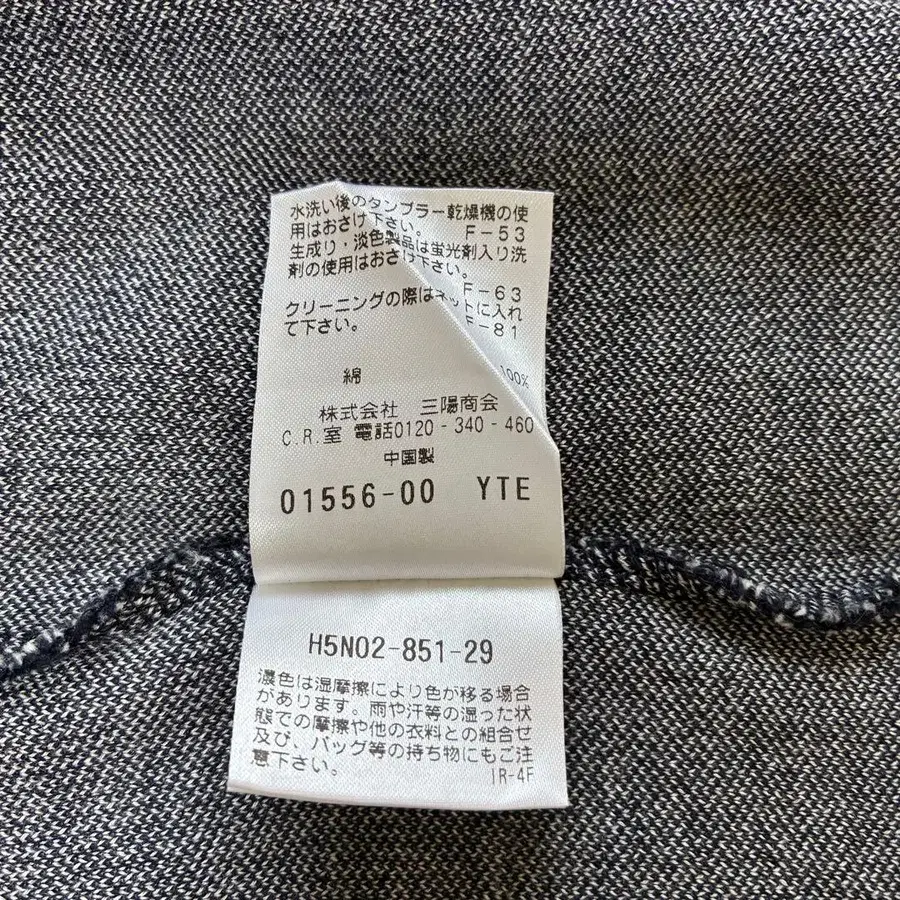 水洗い後のタンブラー乾燥機の使
用はおさけ下さい。 F-53
生成り・淡色製品は蛍光剤入り洗
剤の使用はおさけ下さい。
F-63
クリーニングの際はネットに入れ
て下さい。 F-81
綿 100%
株式会社 三陽商会
C.R.室 電話0120-340-460
中国製
01556-00 YTE
H5N02-851-29
濃色は湿摩擦により色が移る場合
があります。雨や汗等の湿った状
態での摩擦や他の衣料との組合せ
及び、バッグ等の持ち物にもご注
意下さい。 IR-4F